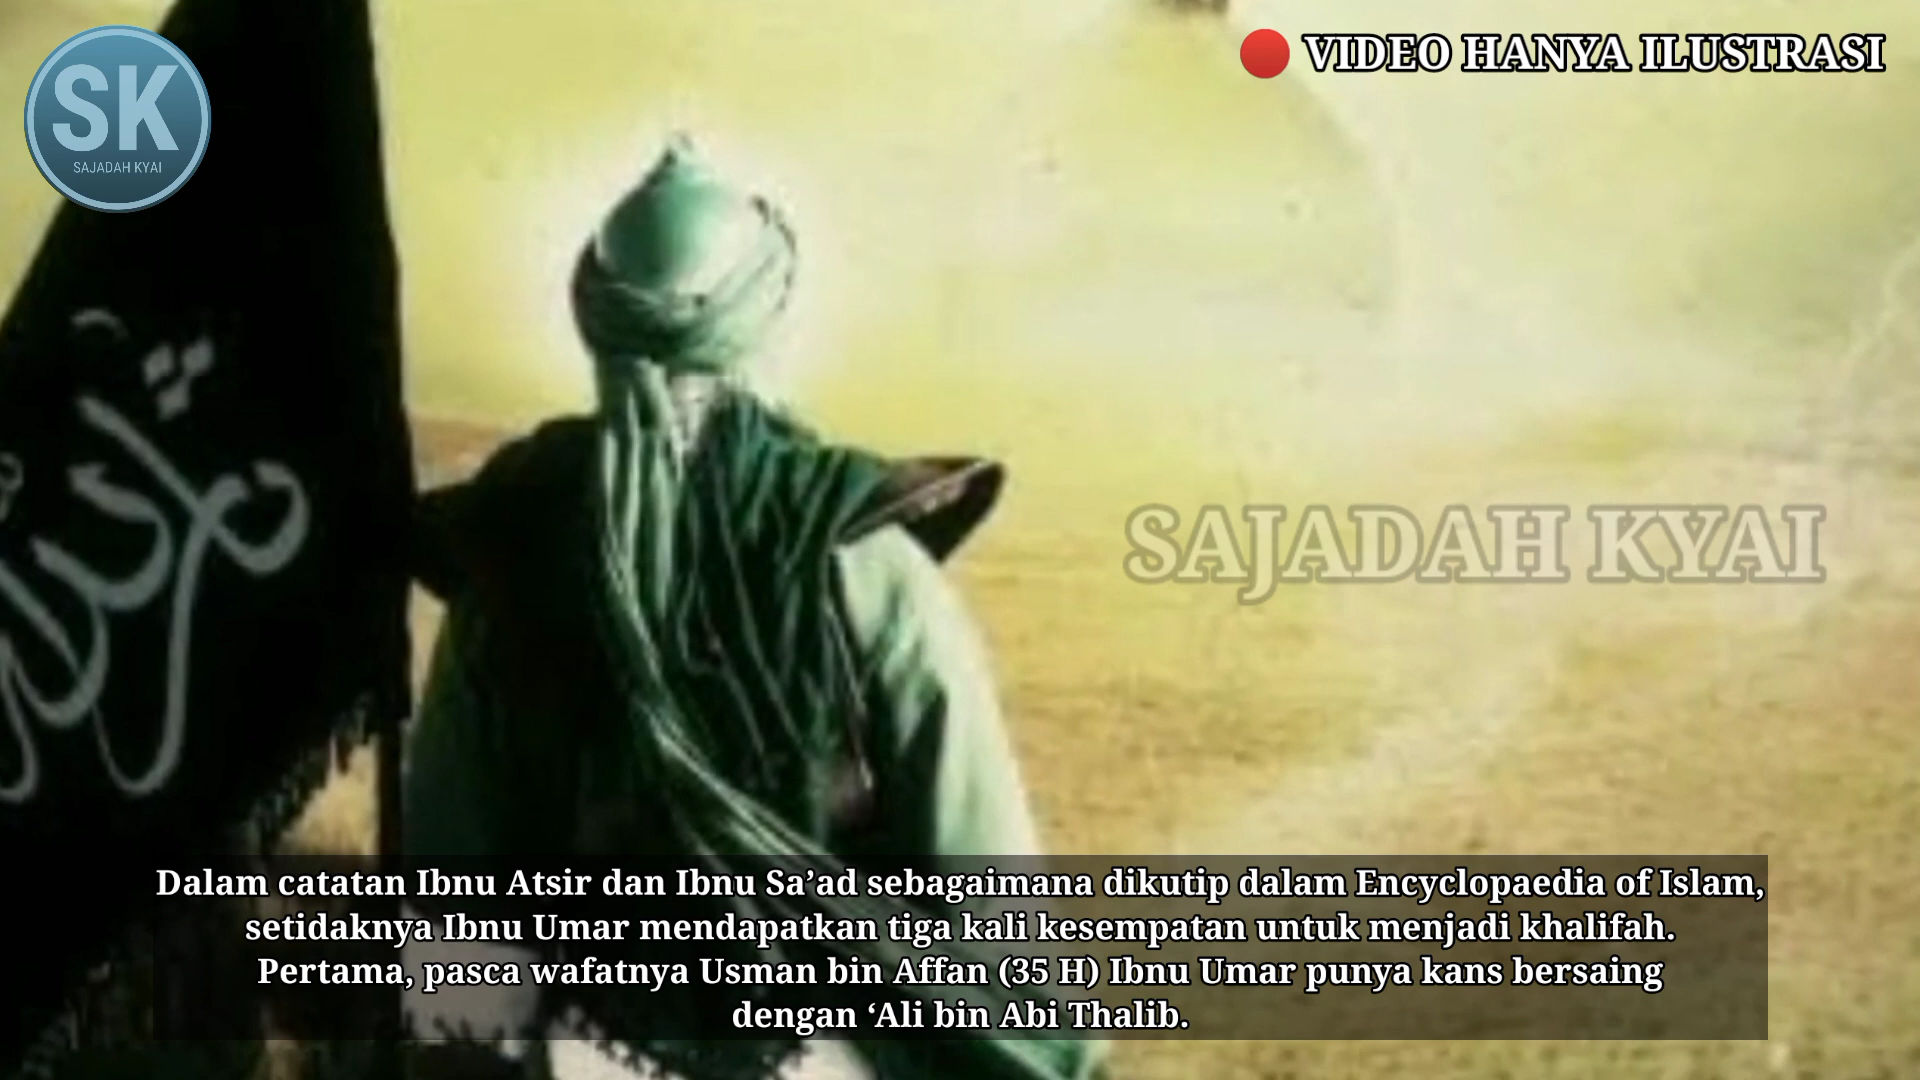 SK
SAJADAH KYAI
VIDEO HANYA ILUSTRASI
SAJADAH KYAI
Dalam catatan Ibnu Atsir dan Ibnu Sa’ad sebagaimana dikutip dalam Encyclopaedia of Islam,
setidaknya Ibnu Umar mendapatkan tiga kali kesempatan untuk menjadi khalifah.
Pertama, pasca wafatnya Usman bin Affan (35 H) Ibnu Umar punya kans bersaing
dengan ‘Ali bin Abi Thalib.